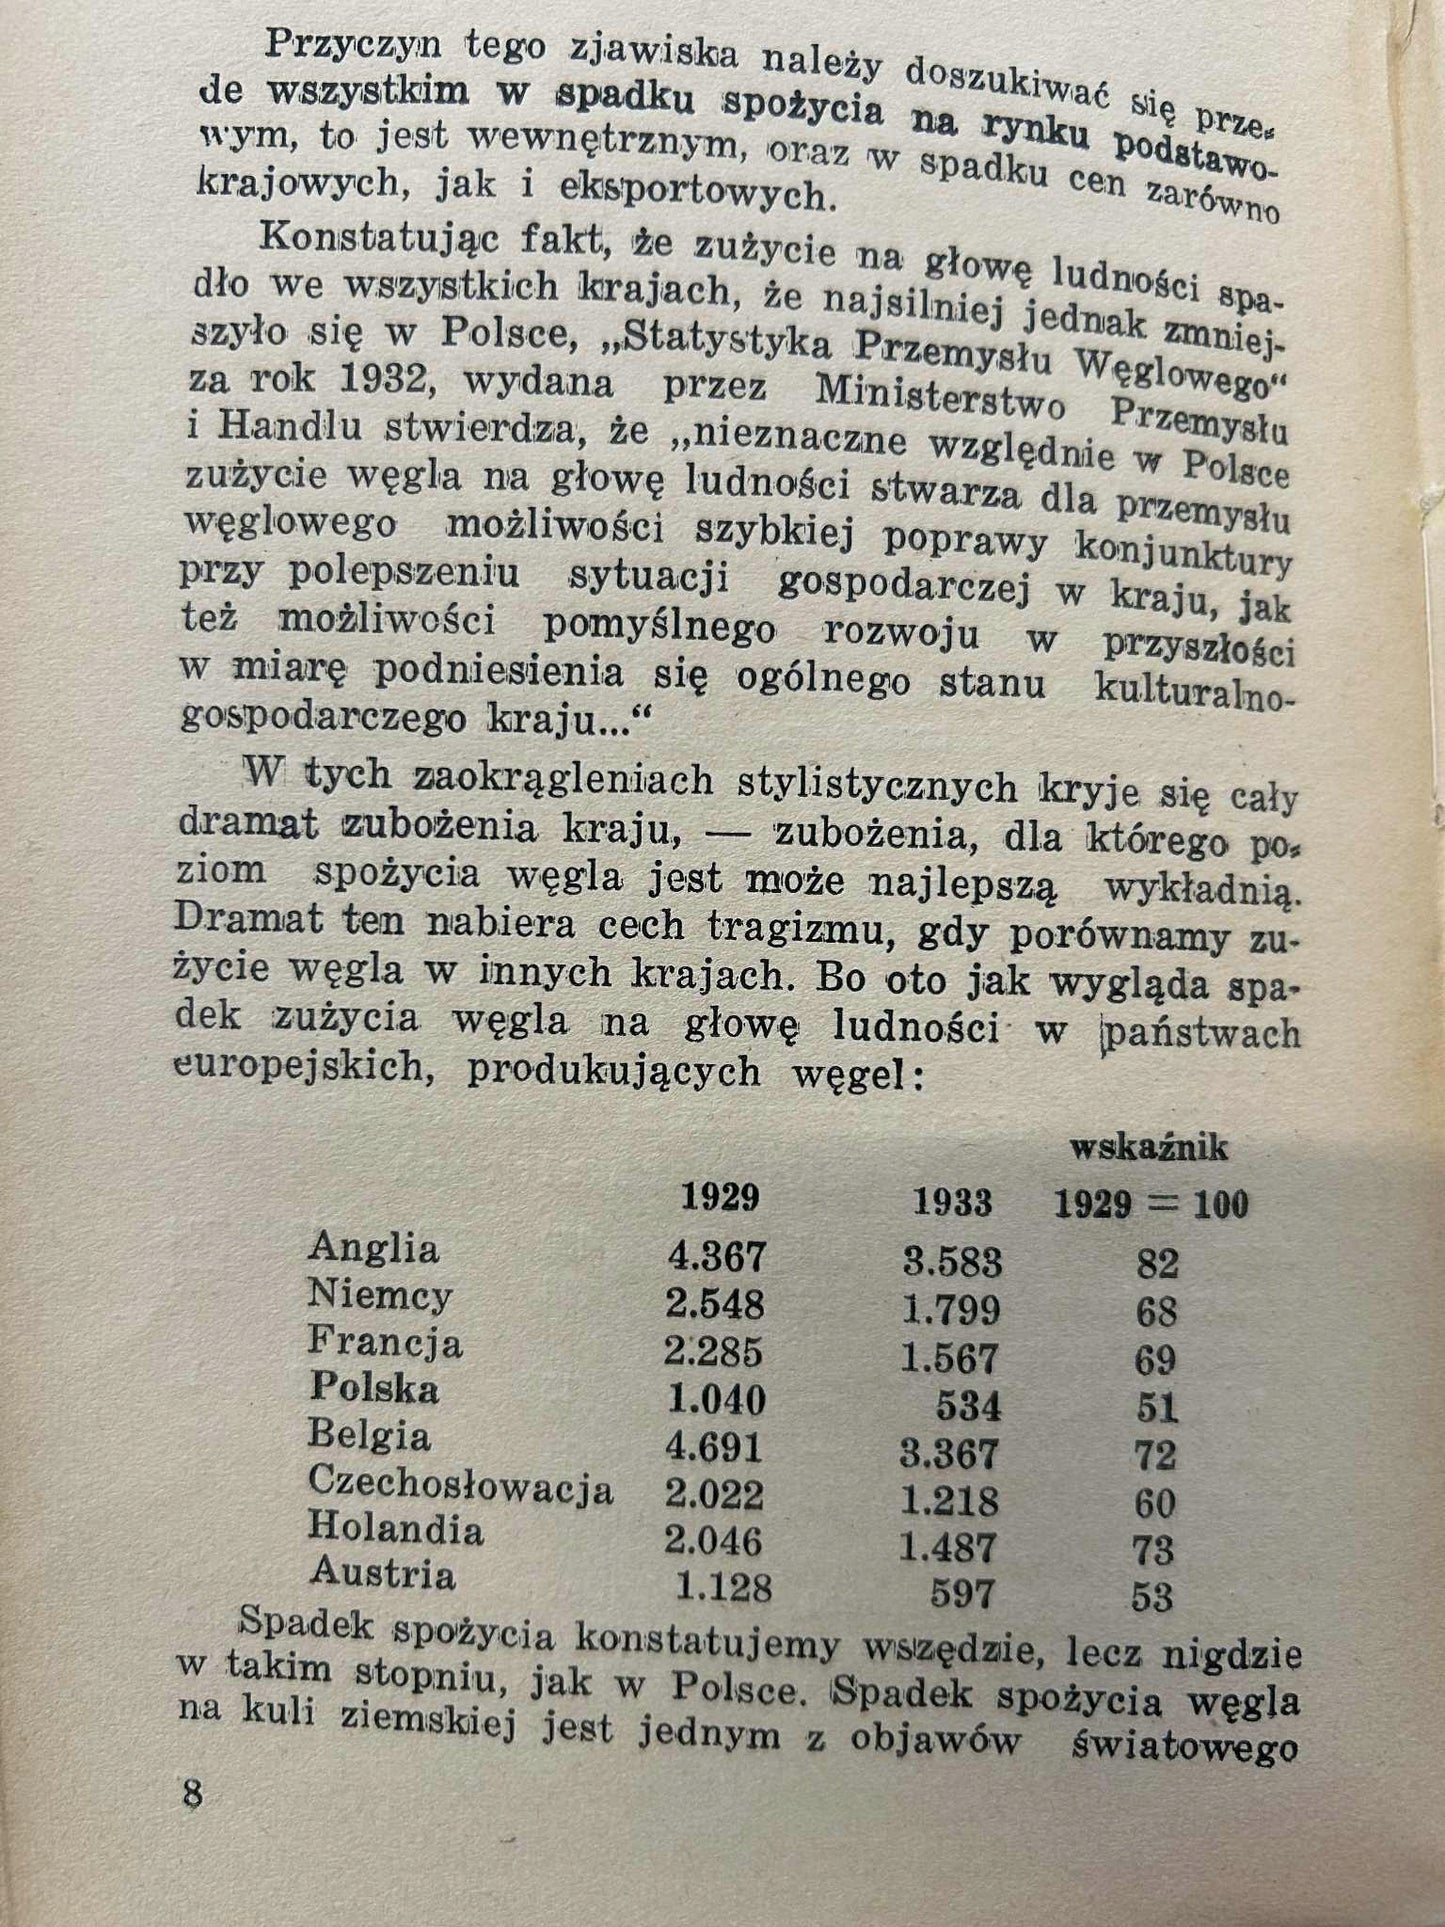 Przyczyn tego zjawiska należy doszukiwać się prze-
de wszystkim w spadku spożycia na rynku podstawo-
wym, to jest wewnętrznym, oraz w spadku cen zarówno
krajowych, jak i eksportowych.
Konstatując fakt, że zużycie na głowę ludności spa-
dło we wszystkich krajach, że najsilniej jednak zmniej-
szyło się w Polsce, „Statystyka Przemysłu Węglowego“
za rok 1932, wydana przez Ministerstwo Przemysłu
i Handlu stwierdza, że „nieznaczne względnie w Polsce
zużycie węgla na głowę ludności stwarza dla przemysłu
węglowego możliwości szybkiej poprawy konjunktury
przy polepszeniu sytuacji gospodarczej w kraju, jak
też możliwości pomyślnego rozwoju w przyszłości
w miarę podniesienia się ogólnego stanu kulturalno-
gospodarczego kraju...“
W tych zaokrągleniach stylistycznych kryje się cały
dramat zubożenia kraju, — zubożenia, dla którego po-
ziom spożycia węgla jest może najlepszą wykładnią.
Dramat ten nabiera cech tragizmu, gdy porównamy zu-
życie węgla w innych krajach. Bo oto jak wygląda spa-
dek zużycia węgla na głowę ludności w państwach
europejskich, produkujących węgel:
wskaźnik
1929 1933 1929 = 100
Anglia 4.367 3.583 82
Niemcy 2.548 1.799 68
Francja 2.285 1.567 69
Polska 1.040 534 51
Belgia 4.691 3.367 72
Czechosłowacja 2.022 1.218 60
Holandia 2.046 1.487 73
Austria 1.128 597 53
Spadek spożycia konstatujemy wszędzie, lecz nigdzie
w takim stopniu, jak w Polsce. Spadek spożycia węgla
na kuli ziemskiej jest jednym z objawów światowego
8